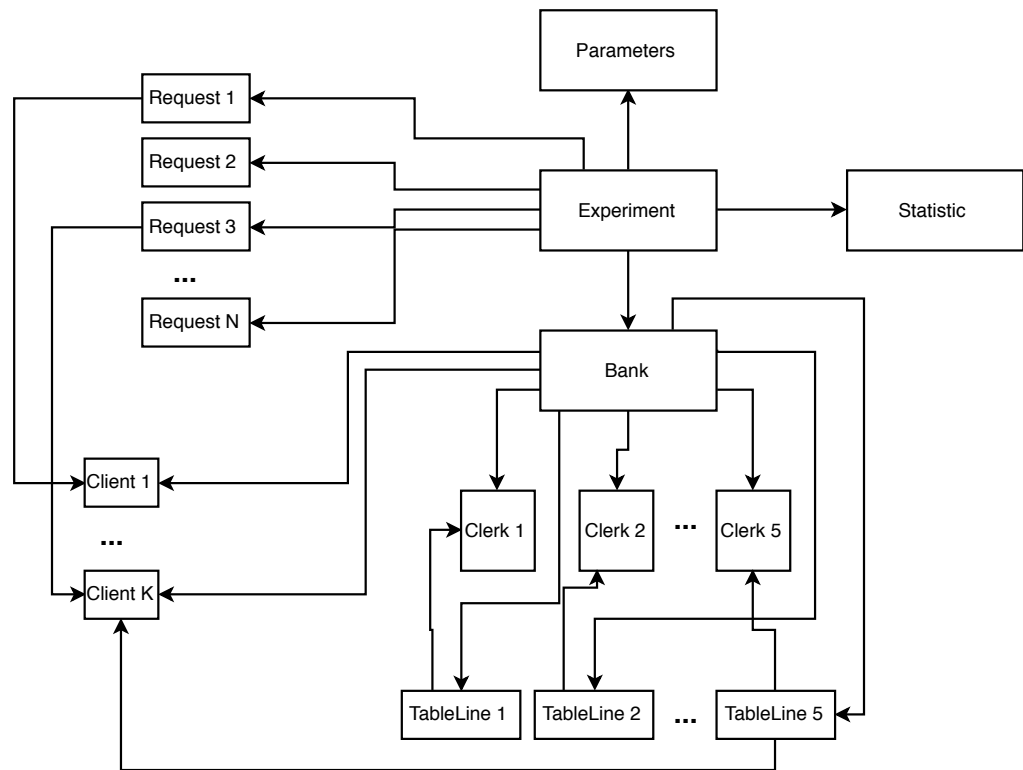 Parameters
Request 1
Request 2
Experiment
Statistic
Request 3
...
Request N
Bank
Client 1
Clerk 1
Clerk 2
...
Clerk 5
...
Client K
TableLine 1
TableLine 2
...
TableLine 5